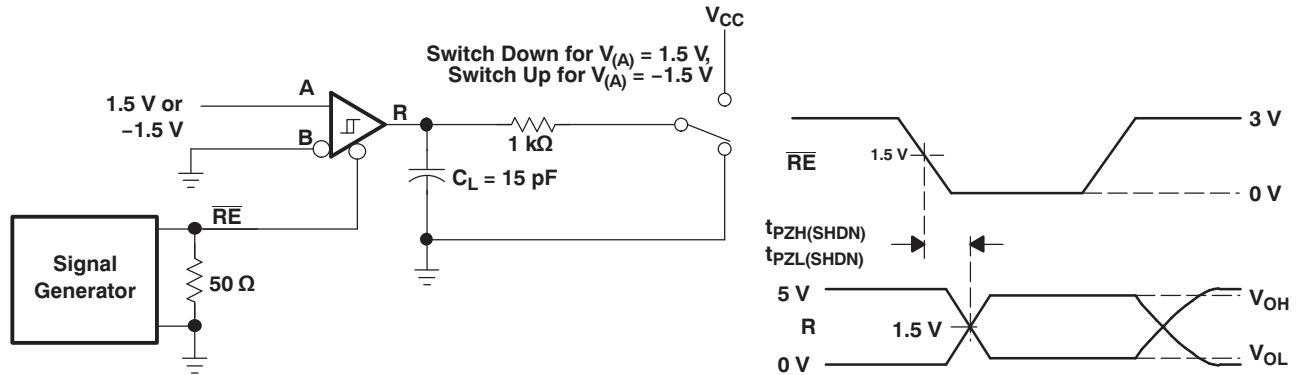 VCC
Switch Down for V(A) = 1.5 V,
Switch Up for V(A) = −1.5 V
A
1.5 V or
−1.5 V
R
B
1 kΩ
CL = 15 pF
RE
Signal
Generator
50 Ω
3 V
1.5 V
RE
0 V
tPZH(SHDN)
tPZL(SHDN)
5 V
VOH
R
1.5 V
0 V
VOL